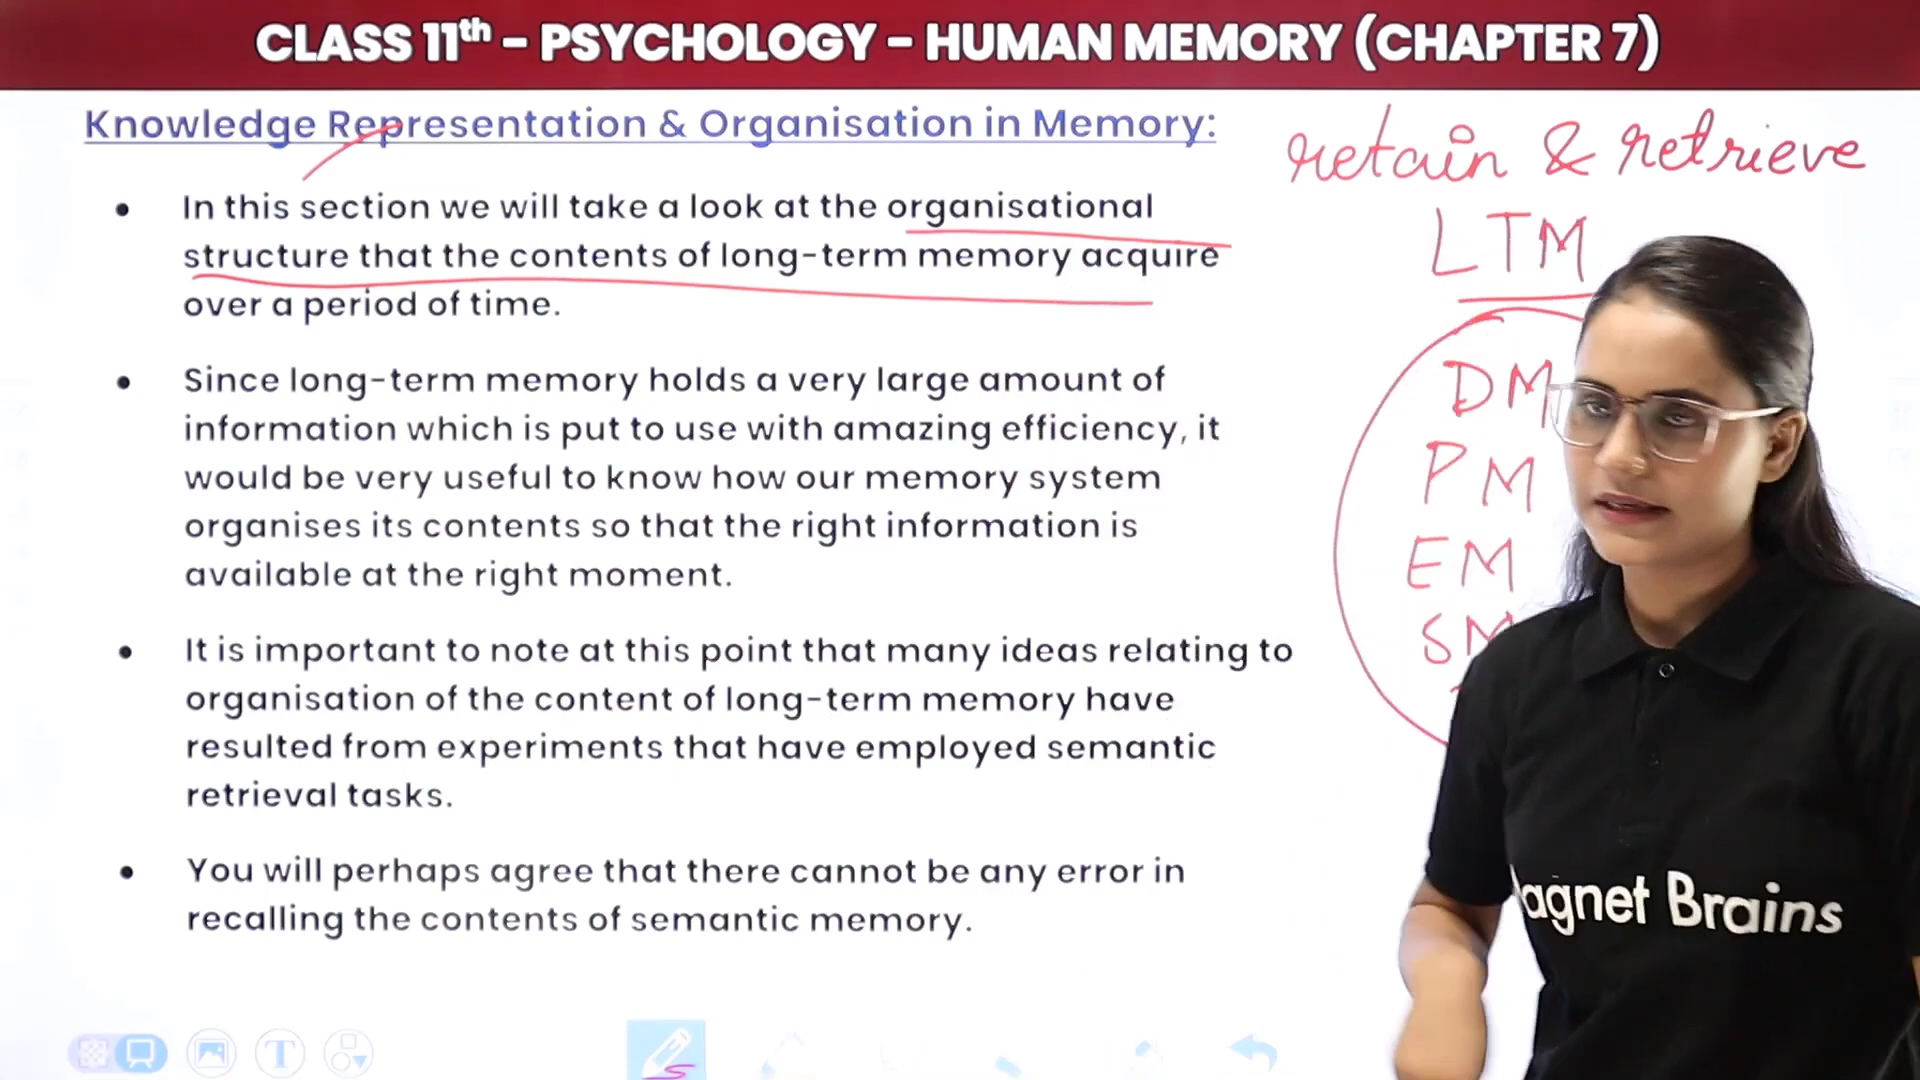 CLASS 11th – PSYCHOLOGY – HUMAN MEMORY (CHAPTER 7)
Knowledge Representation & Organisation in Memory:
• In this section we will take a look at the organisational
structure that the contents of long-term memory acquire
over a period of time.
• Since long-term memory holds a very large amount of
information which is put to use with amazing efficiency, it
would be very useful to know how our memory system
organises its contents so that the right information is
available at the right moment.
• It is important to note at this point that many ideas relating to
organisation of the content of long-term memory have
resulted from experiments that have employed semantic
retrieval tasks.
• You will perhaps agree that there cannot be any error in
recalling the contents of semantic memory.
retain & retrieve
LTM
DM
PM
EM
SM
agnet Brains
T